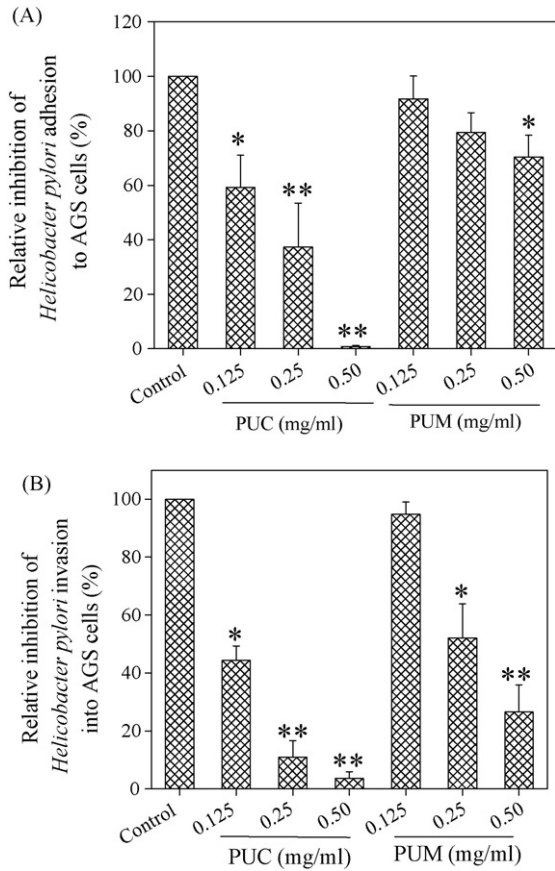 (A)
Relative inhibition of
Helicobacter pylori adhesion
to AGS cells (%)
120
100
80
60
40
20
0
* ** ** *
Control 0.125 0.25 0.50 0.125 0.25 0.50
PUC (mg/ml) PUM (mg/ml)
(B)
Relative inhibition of
Helicobacter pylori invasion
into AGS cells (%)
100
80
60
40
20
0
* ** ** * **
Control 0.125 0.25 0.50 0.125 0.25 0.50
PUC (mg/ml) PUM (mg/ml)